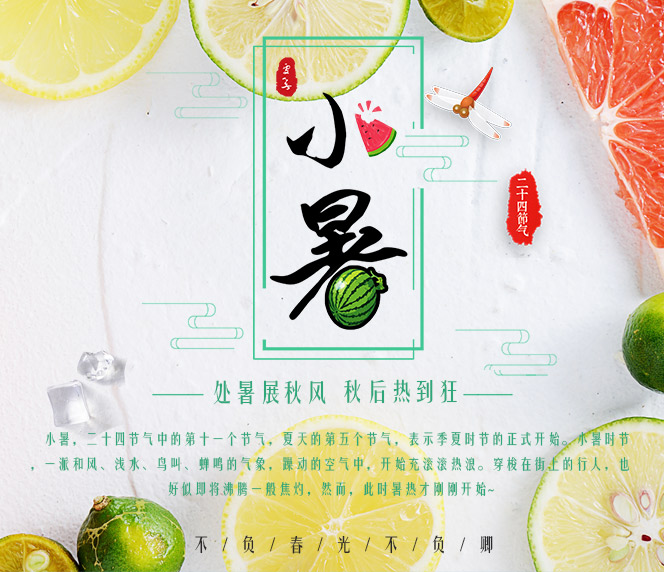 小暑
二十四節气
处暑展秋风 秋后热到狂
小暑，二十四节气中的第十一个节气，夏天的第五个节气，表示季夏时节的正式开始。小暑时节
，一派和风、浅水、鸟叫、蝉鸣的气象，躁动的空气中，开始充滚滚热浪。穿梭在街上的行人，也
好似即将沸腾一般焦灼，然而，此时暑热才刚刚开始~
不/负/春/光/不/负/卿